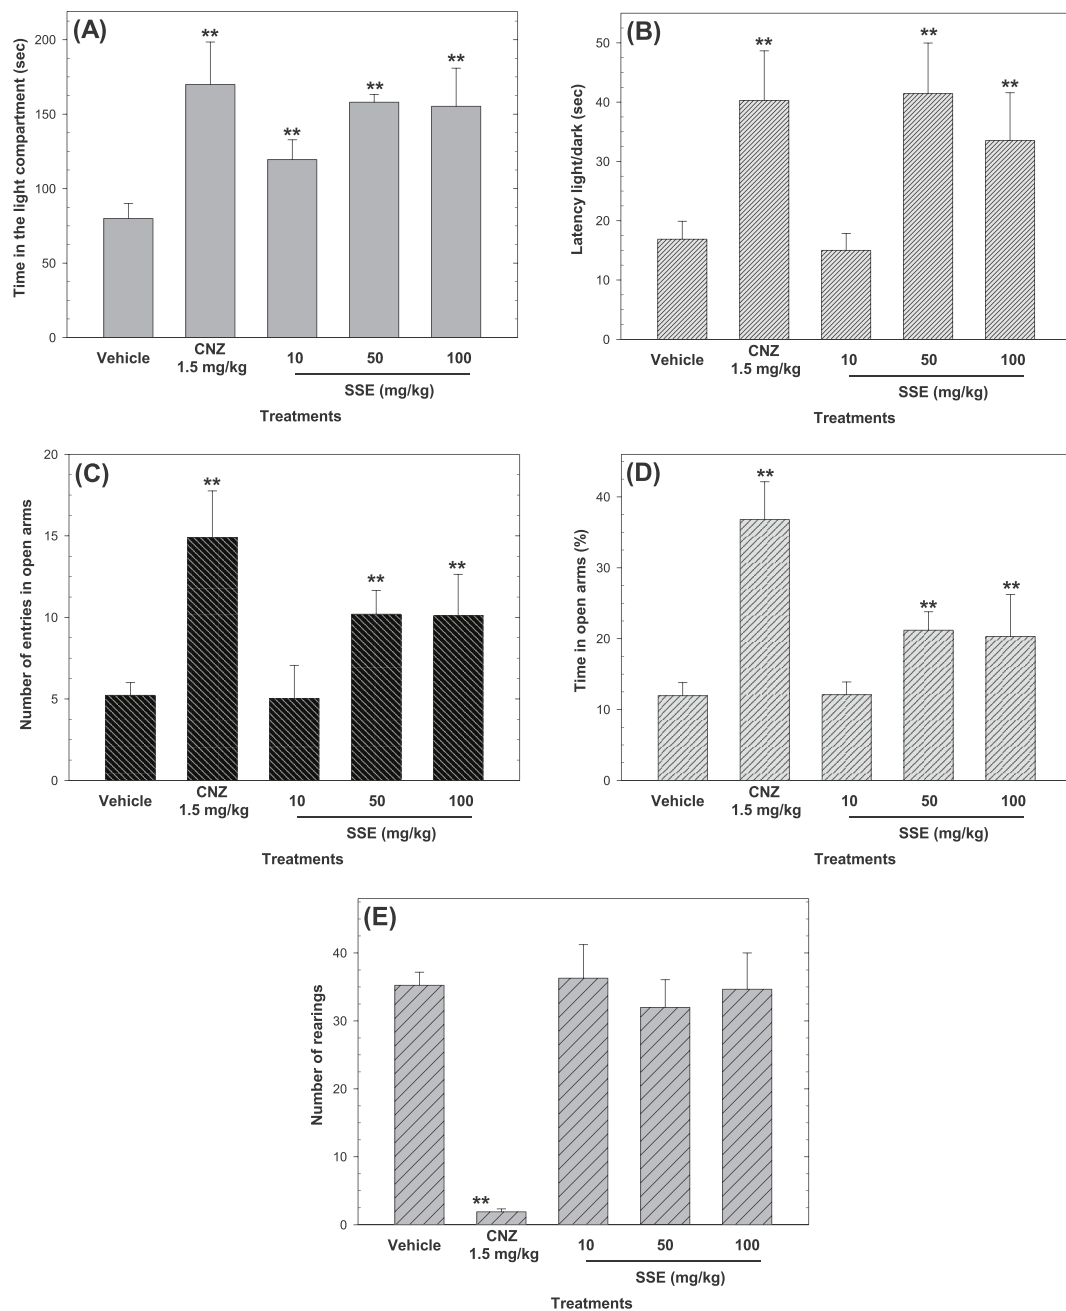 (A)
Time in the light compartment (sec)
200
150
100
50
0
**
**
**
**
Vehicle
CNZ
1.5 mg/kg
10
50
100
SSE (mg/kg)
Treatments
(B)
Latency light/dark (sec)
50
40
30
20
10
0
**
**
**
Vehicle
CNZ
1.5 mg/kg
10
50
100
SSE (mg/kg)
Treatments
(C)
Number of entries in open arms
20
15
10
5
0
**
**
**
Vehicle
CNZ
1.5 mg/kg
10
50
100
SSE (mg/kg)
Treatments
(D)
Time in open arms (%)
40
30
20
10
0
**
**
**
Vehicle
CNZ
1.5 mg/kg
10
50
100
SSE (mg/kg)
Treatments
(E)
Number of rearings
40
30
20
10
0
**
Vehicle
CNZ
1.5 mg/kg
10
50
100
SSE (mg/kg)
Treatments